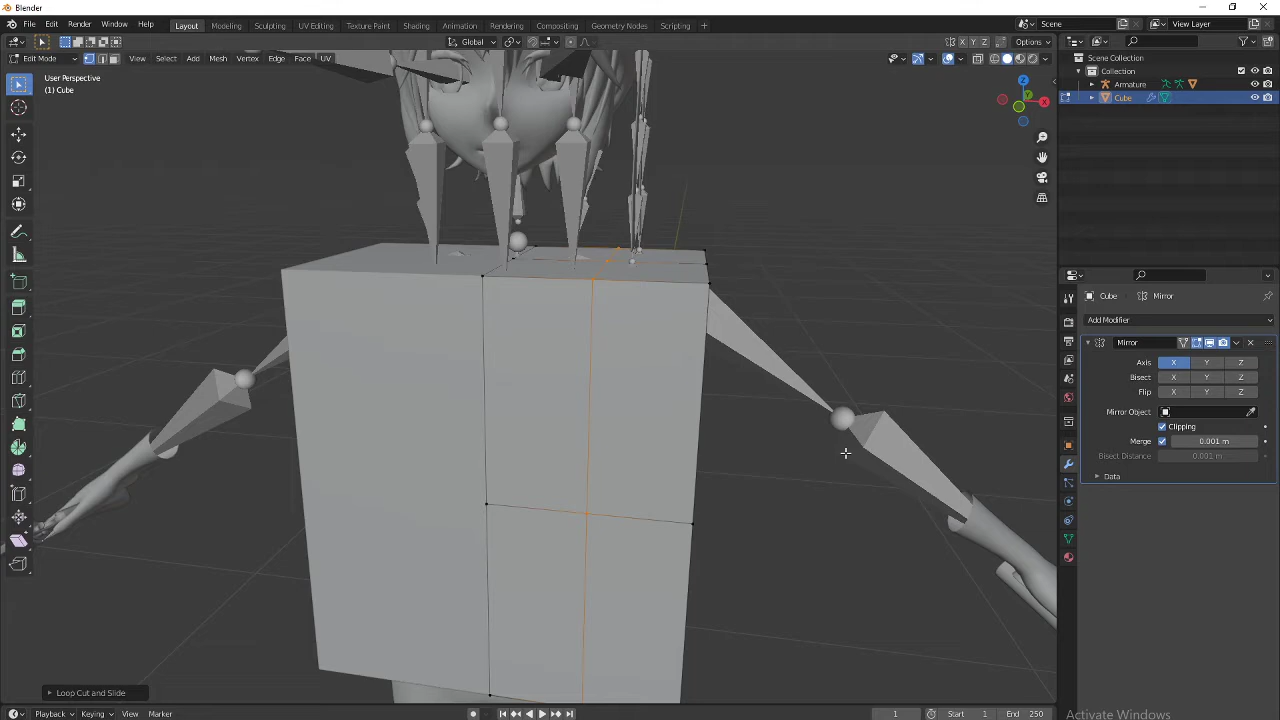 Blender
File Edit Render Window Help
Layout Modeling Sculpting UV Editing Texture Paint Shading Animation Rendering Compositing Geometry Nodes Scripting +
Scene
View Layer
Global
X Y Z
Options
Edit Mode
View Select Add Mesh Vertex Edge Face UV
User Perspective
(1) Cube
Z
X
Y
Scene Collection
Collection
Armature
Cube
Cube Mirror
Add Modifier
Mirror
Axis X Y Z
Bisect X Y Z
Flip X Y Z
Mirror Object
Clipping
Merge 0.001 m
Bisect Distance 0.001 m
Data
Loop Cut and Slide
Playback Keying View Marker
1
Start 1
End 250
Activate Windows